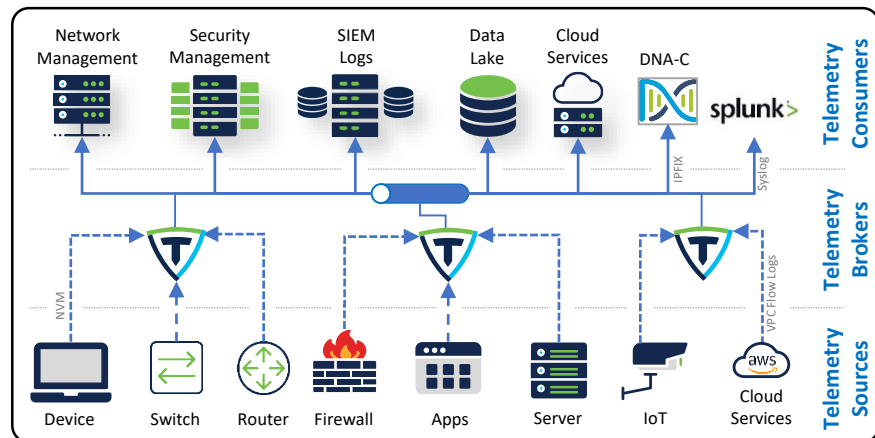 Network
Management
Security
Management
SIEM
Logs
Data
Lake
Cloud
Services
DNA-C
splunk>
Telemetry
Consumers
IPFIX
Syslog
T
T
T
Telemetry
Brokers
NVM
VPC Flow Logs
aws
Device
Switch
Router
Firewall
Apps
Server
IoT
Cloud
Services
Telemetry
Sources